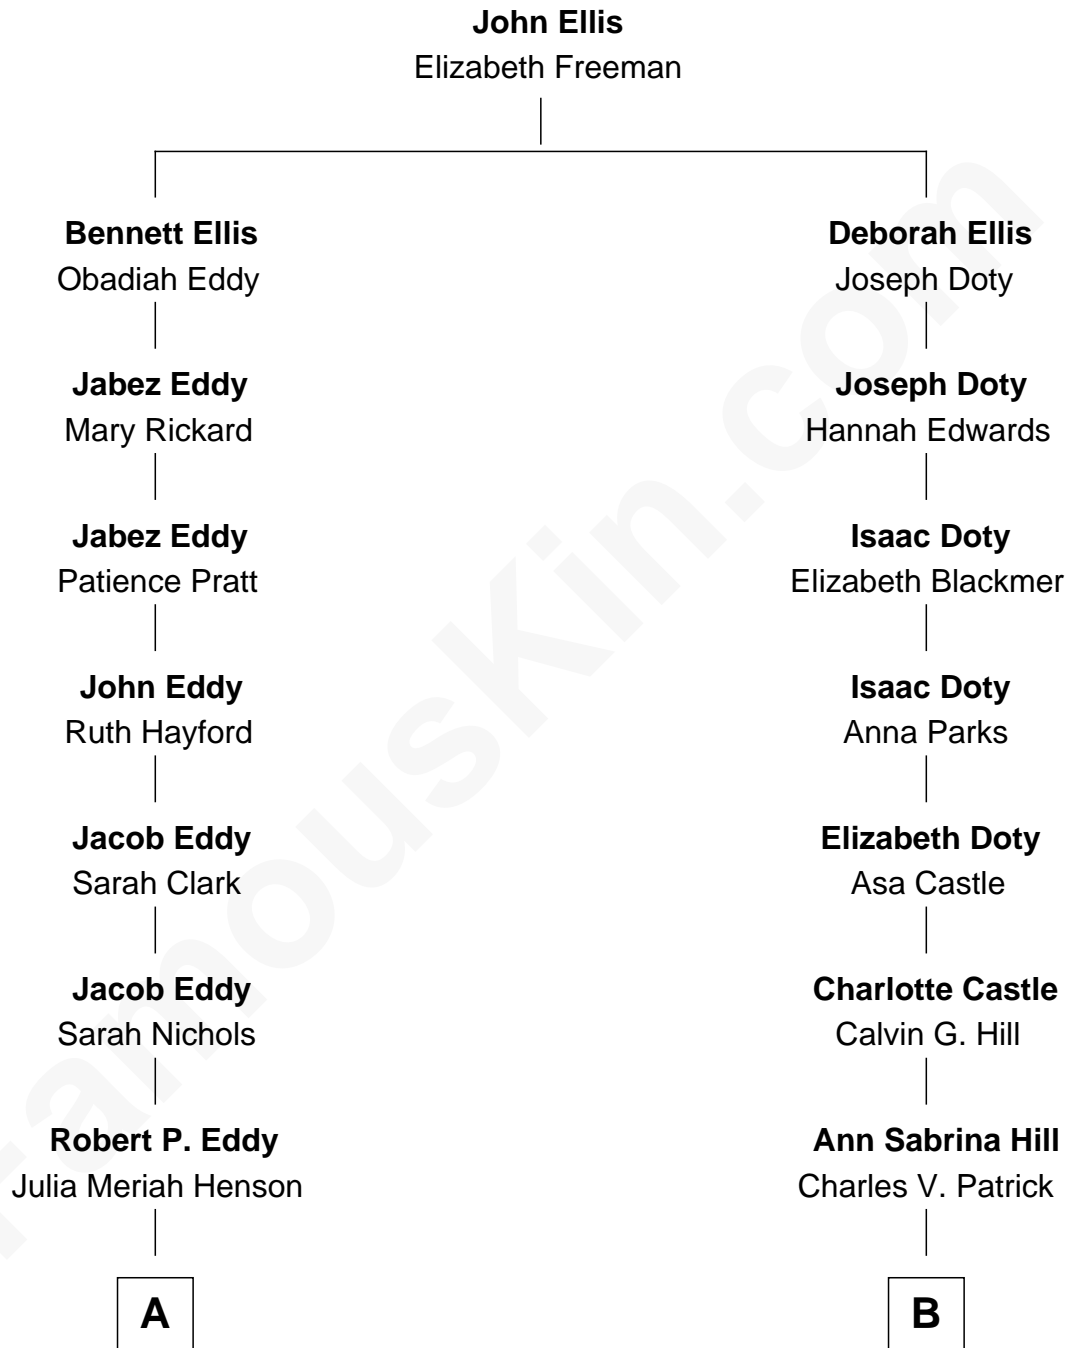 John Ellis
Elizabeth Freeman
Bennett Ellis
Obadiah Eddy
Deborah Ellis
Joseph Doty
Jabez Eddy
Mary Rickard
Joseph Doty
Hannah Edwards
Jabez Eddy
Patience Pratt
Isaac Doty
Elizabeth Blackmer
John Eddy
Ruth Hayford
Isaac Doty
Anna Parks
Jacob Eddy
Sarah Clark
Elizabeth Doty
Asa Castle
Jacob Eddy
Sarah Nichols
Charlotte Castle
Calvin G. Hill
Robert P. Eddy
Julia Meriah Henson
Ann Sabrina Hill
Charles V. Patrick
A
B
FamousKin.com